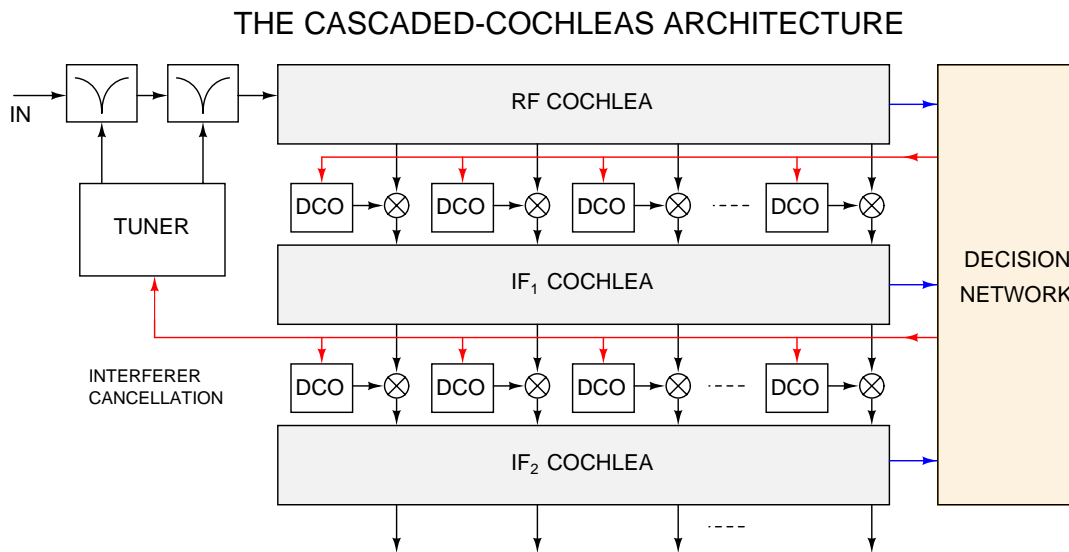 THE CASCADED-COCHLEAS ARCHITECTURE
IN
RF COCHLEA
TUNER
DCO DCO DCO DCO
IF₁ COCHLEA
DECISION
NETWORK
INTERFERER
CANCELLATION
DCO DCO DCO DCO
IF₂ COCHLEA